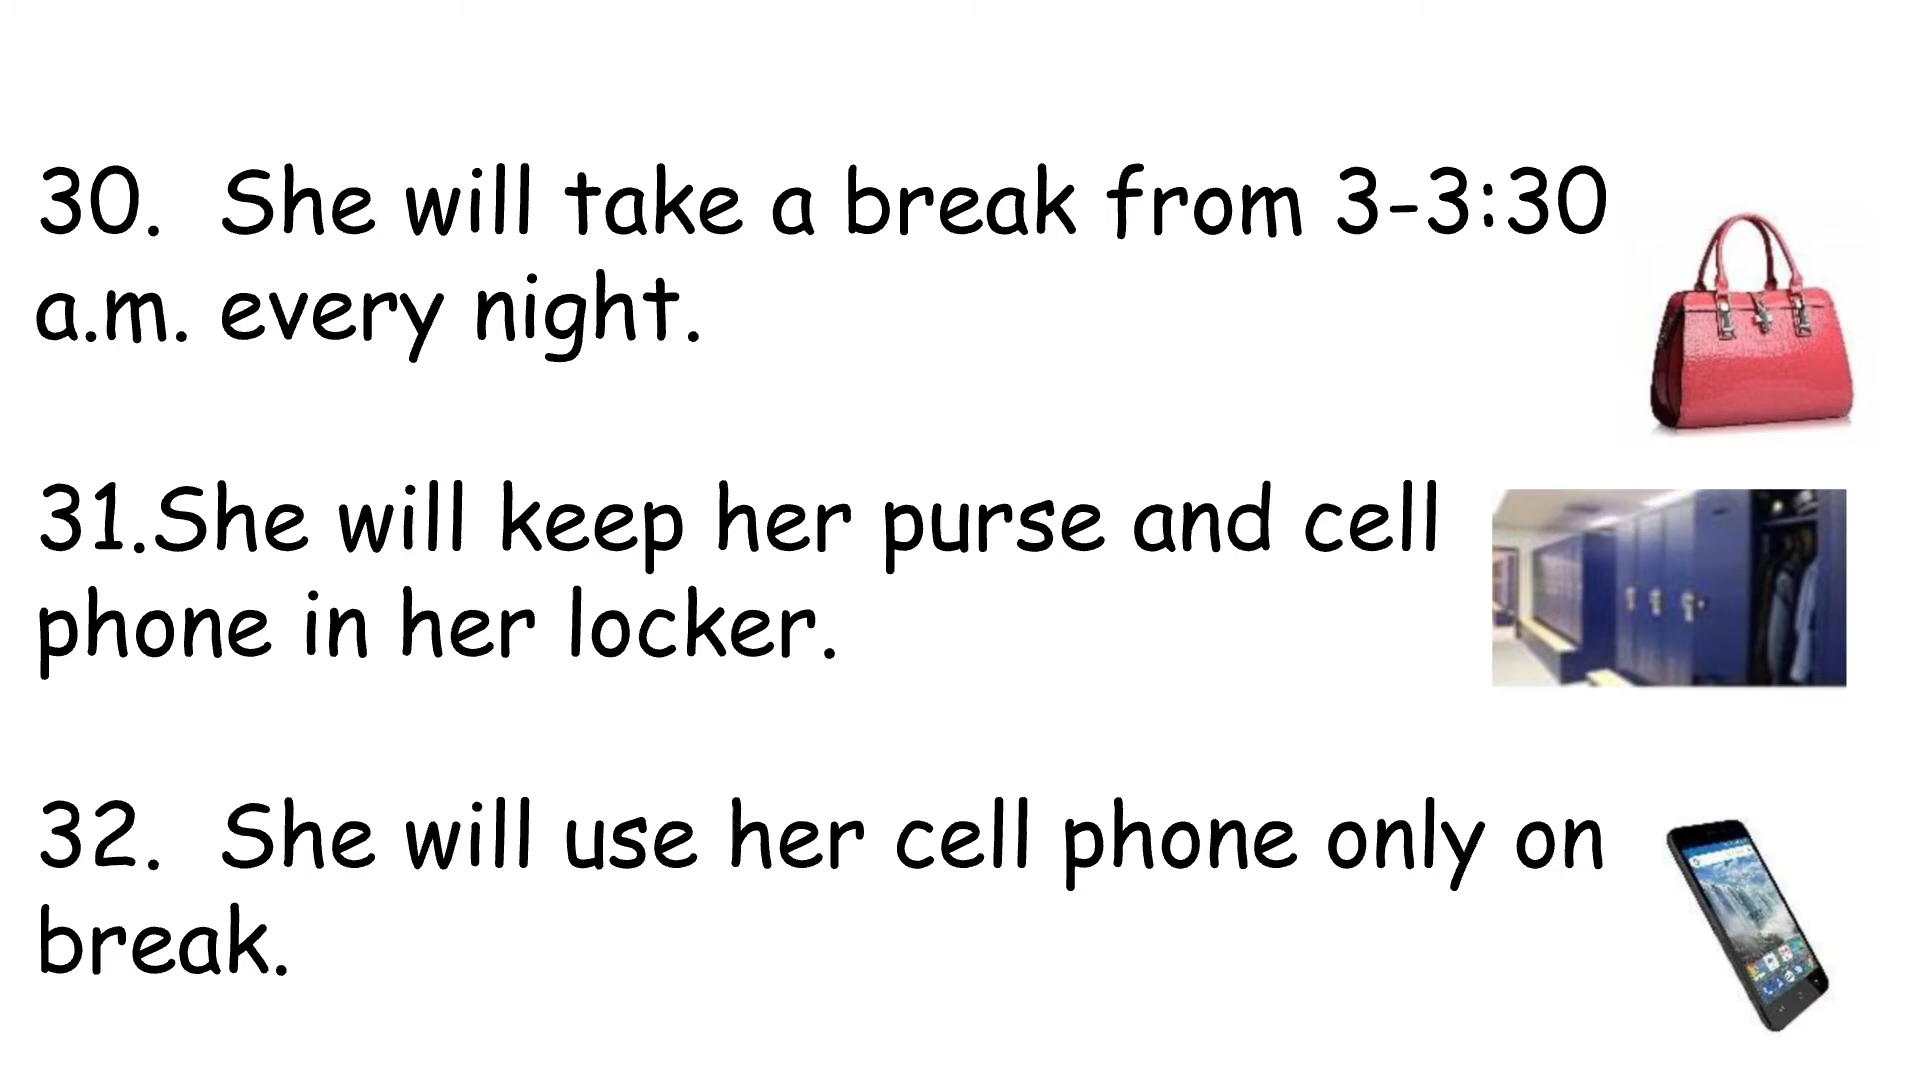 30.  She will take a break from 3-3:30
a.m. every night.
31.She will keep her purse and cell
phone in her locker.
32.  She will use her cell phone only on
break.